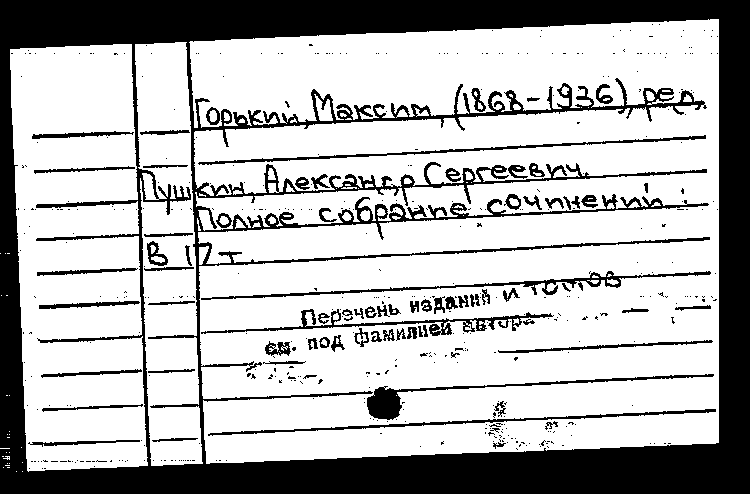 Горький, Максим, (1868-1936), ред.
Пушкин, Александр Сергеевич.
Полное собрание сочинений :
В 17 т.
Перечень изданий и томов
см. под фамилией автора